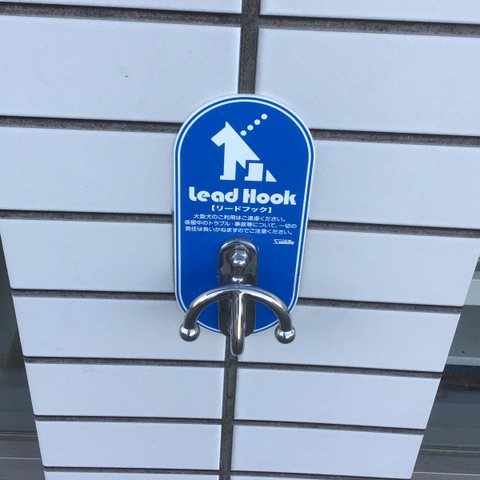 Lead Hook
【リードフック】
大型犬のご利用はご遠慮ください。
係留中のトラブル・事故等について、一切の
責任は負いかねますのでご注意ください。